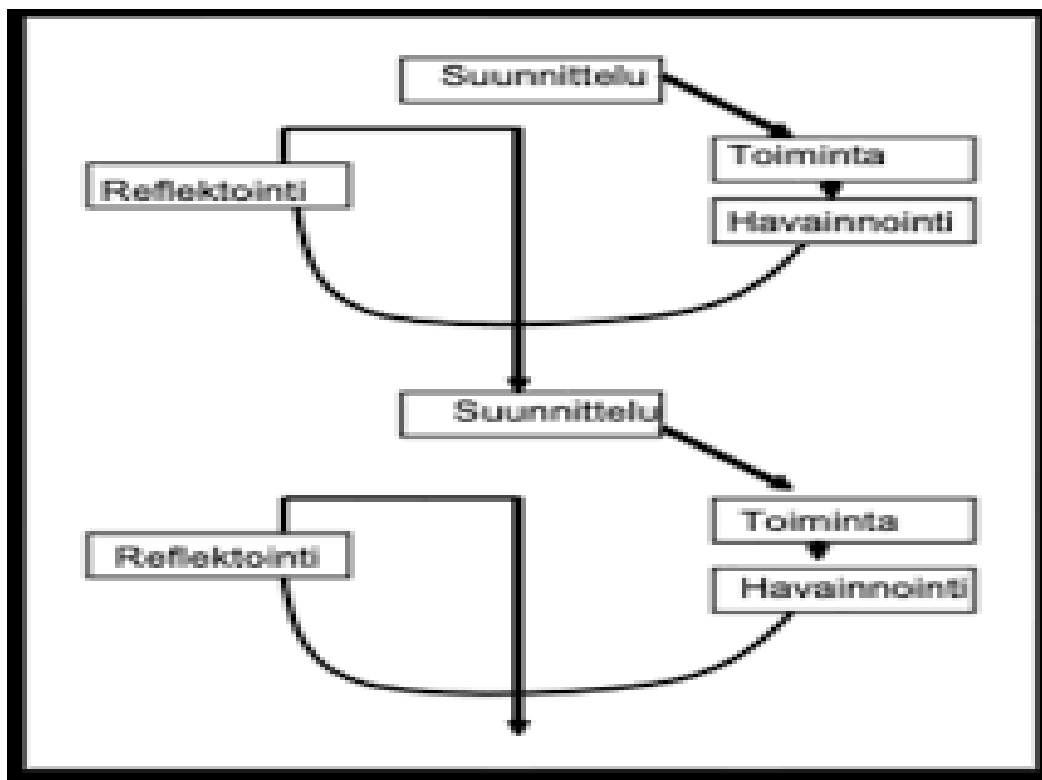 Suunnittelu
Toiminta
Reflektointi
Havainnointi
Suunnittelu
Toiminta
Reflektointi
Havainnointi